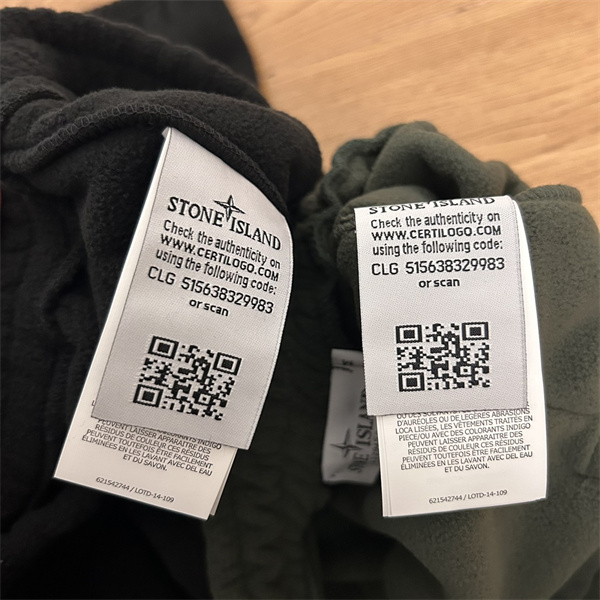 STONE ISLAND
Check the authenticity on
WWW.CERTILOGO.COM
using the following code:
CLG 515638329983
or scan
COLORANTS INDIGO
PEUVENT LAISSER APPARAITRE DES
RÉSIDUS DE COULEUR CES RÉSIDUS
PEUVENT TOUTEFOIS ÊTRE FACILEMENT
ÉLIMINÉES EN LAVANT AVEC DEL EAU
ET DU SAVON.
621542744 / LOTD-14-109
STONE ISLAND
Check the authenticity on
WWW.CERTILOGO.COM
using the following code:
CLG 515638329983
or scan
D'AURÉOLES OU DE LÉGERES ABRASIONS
LOCA LISÉES, LES VÊTEMENTS TRAITÉS EN
PIECE/OU AVEC DES COLORANTS INDIGO
PEUVENT LAISSER APPARAITRE DES
RÉSIDUS DE COULEUR CES RÉSIDUS
PEUVENT TOUTEFOIS ÊTRE FACILEMENT
ÉLIMINÉES EN LAVANT AVEC DEL EAU
ET DU SAVON.
621542744 / LOTD-14-109
STONE ISLAND